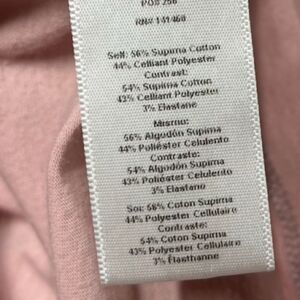 PO# 256
RN# 141460
Self: 56% Supima Cotton
44% Celliant Polyester
Contrast:
54% Supima Cotton
43% Celliant Polyester
3% Elastane
Mismo:
56% Algodón Supima
44% Poliéster Celulento
Contraste:
54% Algodón Supima
43% Poliéster Celulento
3% Elastano
Soi: 56% Coton Supima
44% Polyester Cellulaire
Contraste:
54% Coton Supima
43% Polyester Cellulaire
3% Élasthanne